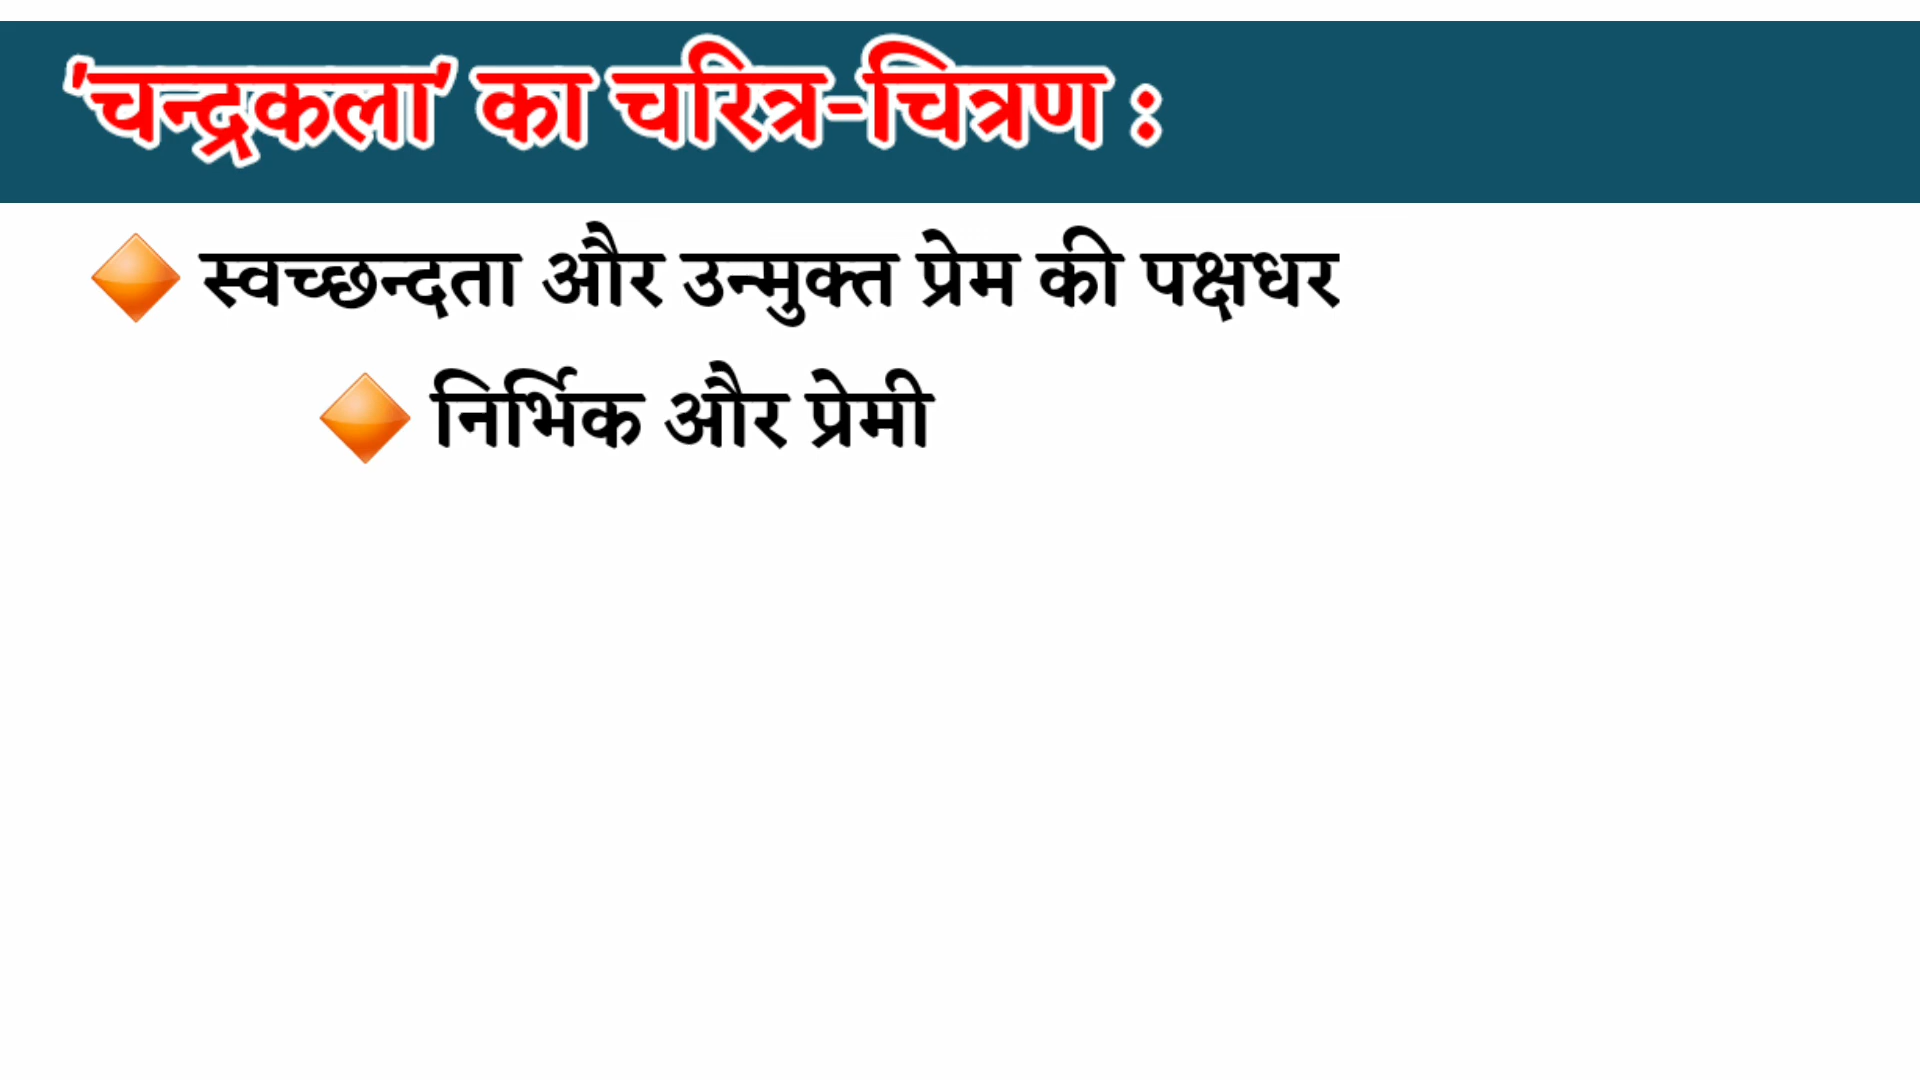 'चन्द्रकला' का चरित्र-चित्रण :
स्वच्छन्दता और उन्मुक्त प्रेम की पक्षधर
निर्भिक और प्रेमी